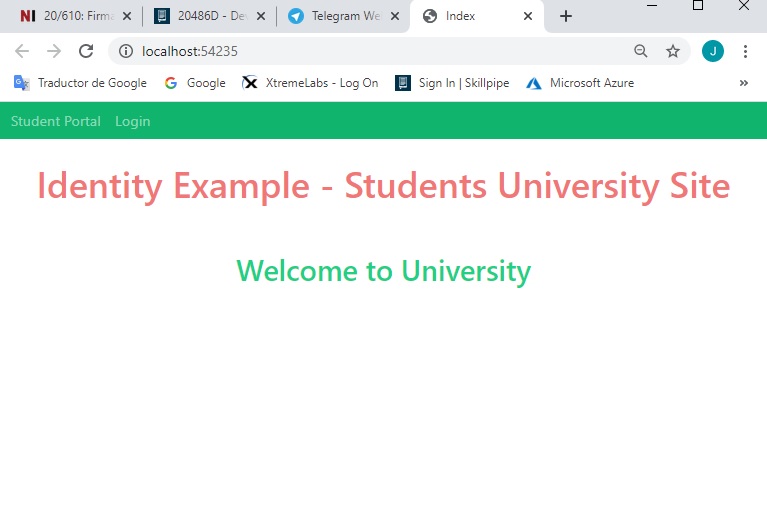 NI 20/610: Firma
20486D - De
Telegram We
Index
localhost:54235
J
Traductor de Google
Google
XtremeLabs - Log On
Sign In | Skillpipe
Microsoft Azure
»
Student Portal
Login
Identity Example - Students University Site
Welcome to University